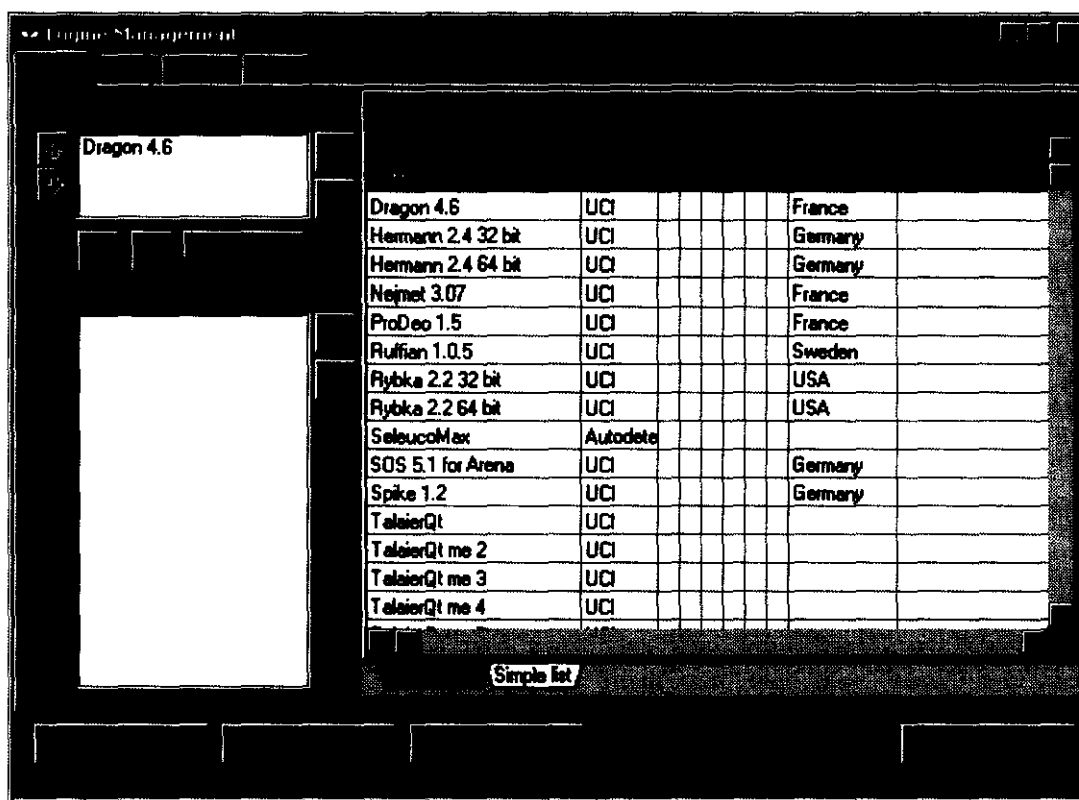 Engine Management
Dragon 4.6
Dragon 4.6 UCI France
Hermann 2.4 32 bit UCI Germany
Hermann 2.4 64 bit UCI Germany
Nejmet 3.07 UCI France
ProDeo 1.5 UCI France
Ruffian 1.0.5 UCI Sweden
Rybka 2.2 32 bit UCI USA
Rybka 2.2 64 bit UCI USA
SeleucoMax Autodete
SOS 5.1 for Arena UCI Germany
Spike 1.2 UCI Germany
TalaierQt UCI
TalaierQt me 2 UCI
TalaierQt me 3 UCI
TalaierQt me 4 UCI
Simple list